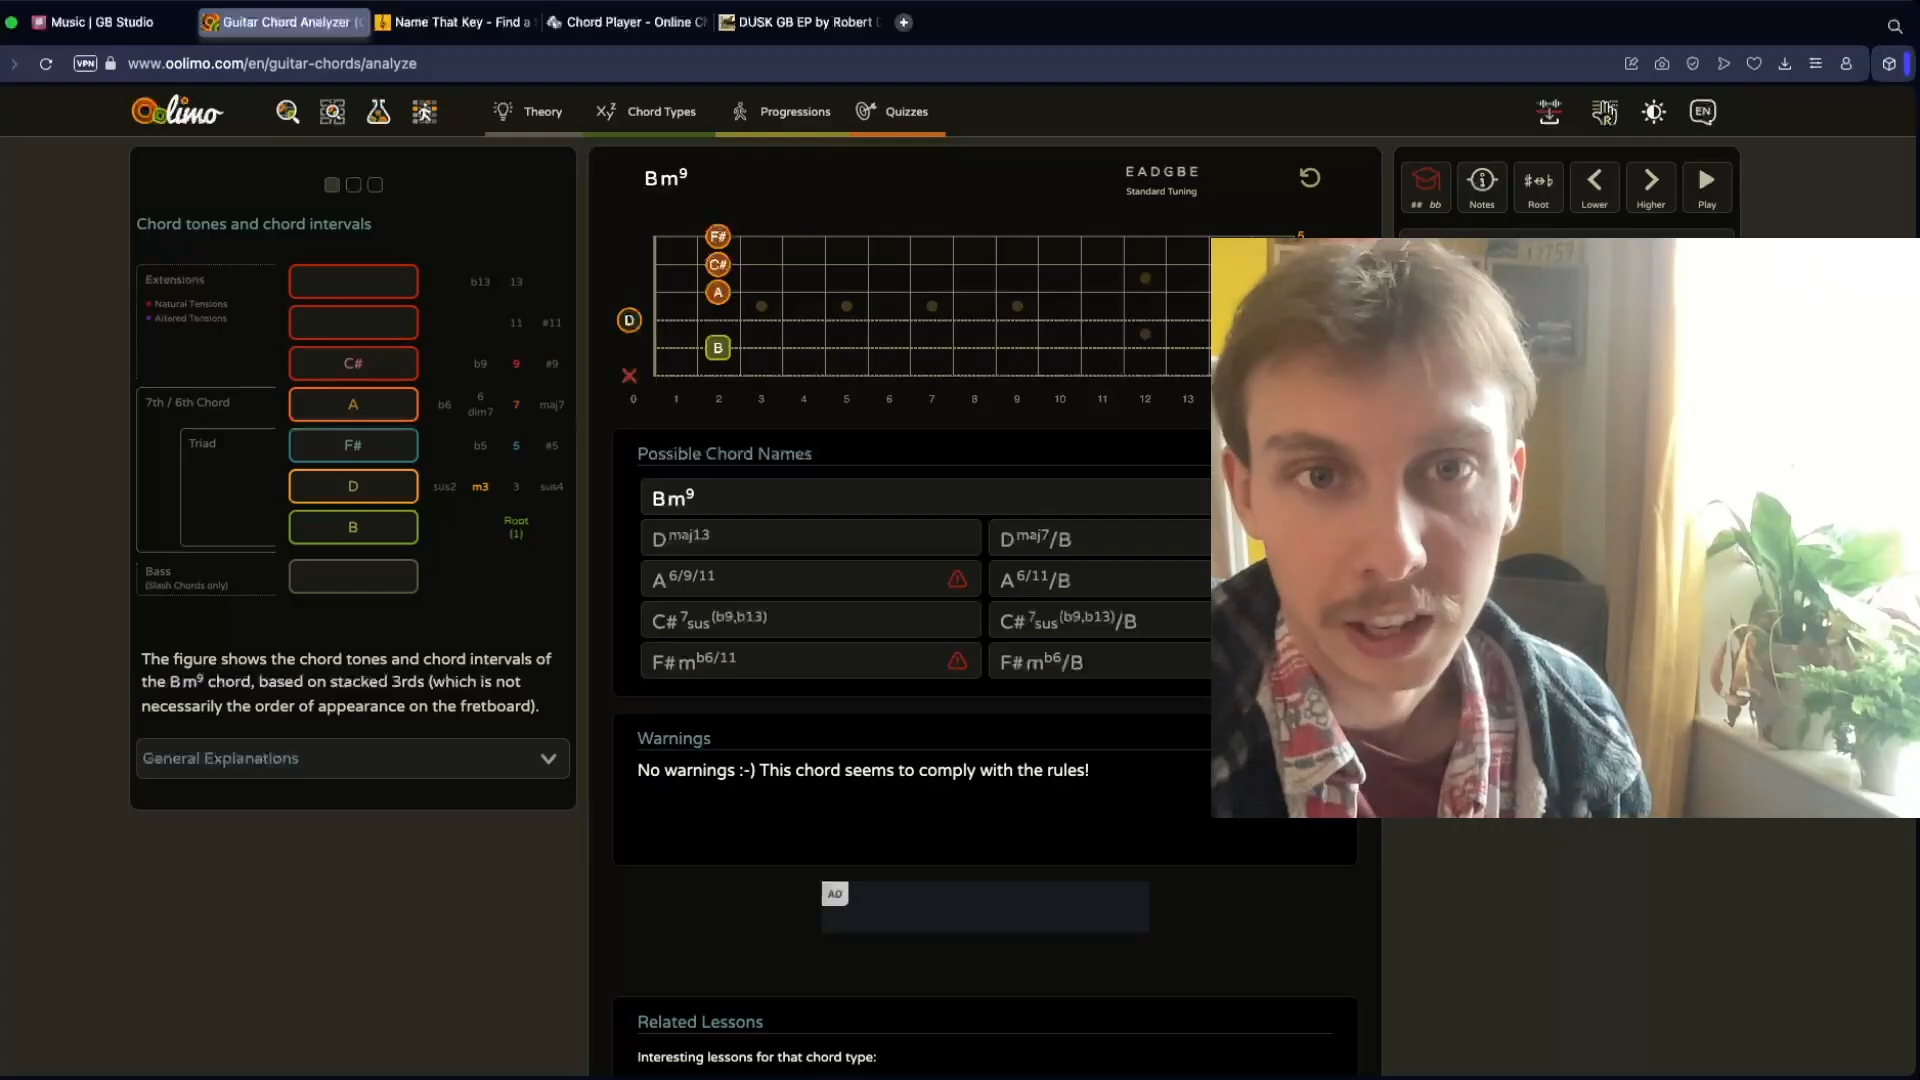 Music | GB Studio
Guitar Chord Analyzer (
Name That Key - Find a
Chord Player - Online C
DUSK GB EP by Robert
VPN
www.oolimo.com/en/guitar-chords/analyze
Oolimo
Theory
Chord Types
Progressions
Quizzes
EN
Chord tones and chord intervals
Extensions
Natural Tensions
Altered Tensions
b13 13
11 #11
C# b9 9 #9
7th / 6th Chord
A b6 6 dim7 7 maj7
Triad
F# b5 5 #5
D sus2 m3 3 sus4
B Root (1)
Bass
(Slash Chords only)
The figure shows the chord tones and chord intervals of
the Bm9 chord, based on stacked 3rds (which is not
necessarily the order of appearance on the fretboard).
General Explanations
Bm9
E A D G B E
Standard Tuning
F#
C#
A
D
B
0 1 2 3 4 5 6 7 8 9 10 11 12 13
5
Possible Chord Names
Bm9
Dmaj13 Dmaj7/B
A6/9/11 A6/11/B
C#7sus(b9,b13) C#7sus(b9,b13)/B
F#mb6/11 F#mb6/B
Warnings
No warnings :-) This chord seems to comply with the rules!
AD
Related Lessons
Interesting lessons for that chord type:
## bb
Notes
#⇔b
Root
Lower
Higher
Play